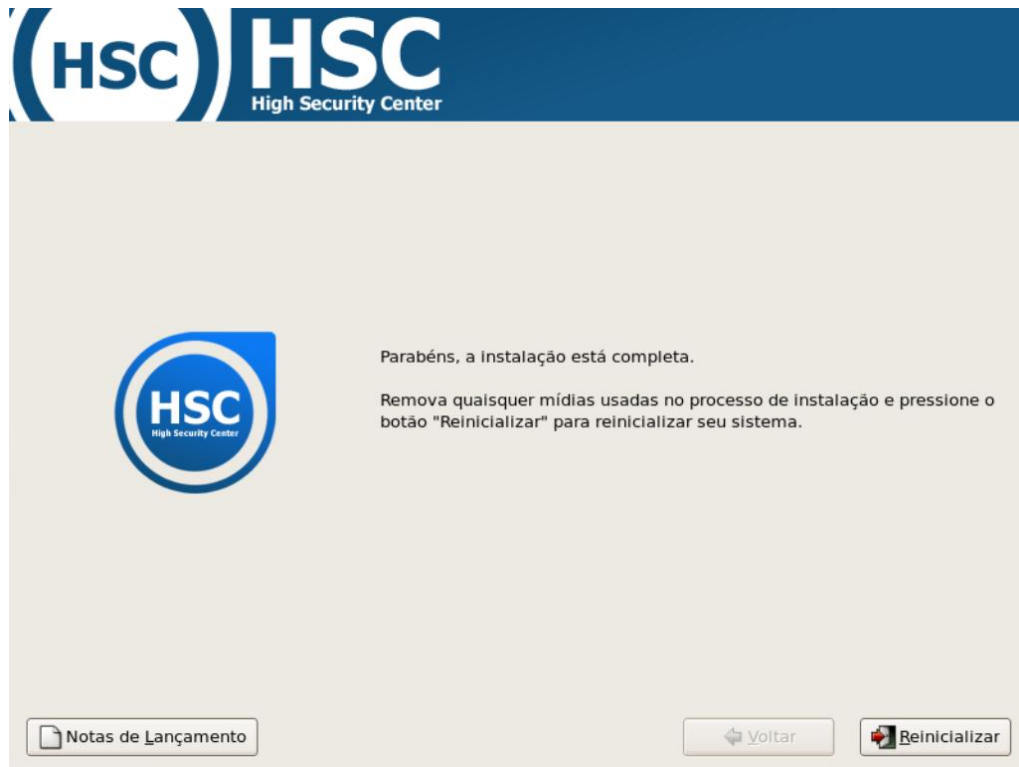 HSC
HSC
High Security Center
Parabéns, a instalação está completa.
Remova quaisquer mídias usadas no processo de instalação e pressione o
botão "Reinicializar" para reinicializar seu sistema.
HSC
High Security Center
Notas de Lançamento
Voltar
Reinicializar